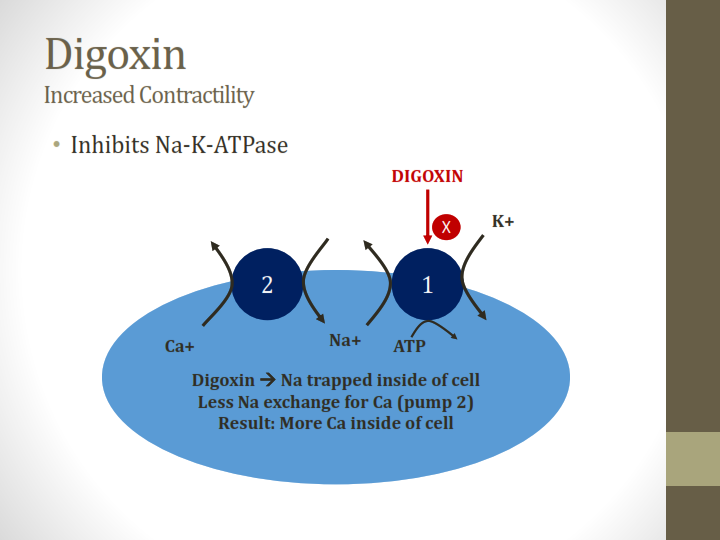 Digoxin
Increased Contractility
• Inhibits Na-K-ATPase
DIGOXIN
X
K+
2
1
Ca+
Na+
ATP
Digoxin → Na trapped inside of cell
Less Na exchange for Ca (pump 2)
Result: More Ca inside of cell